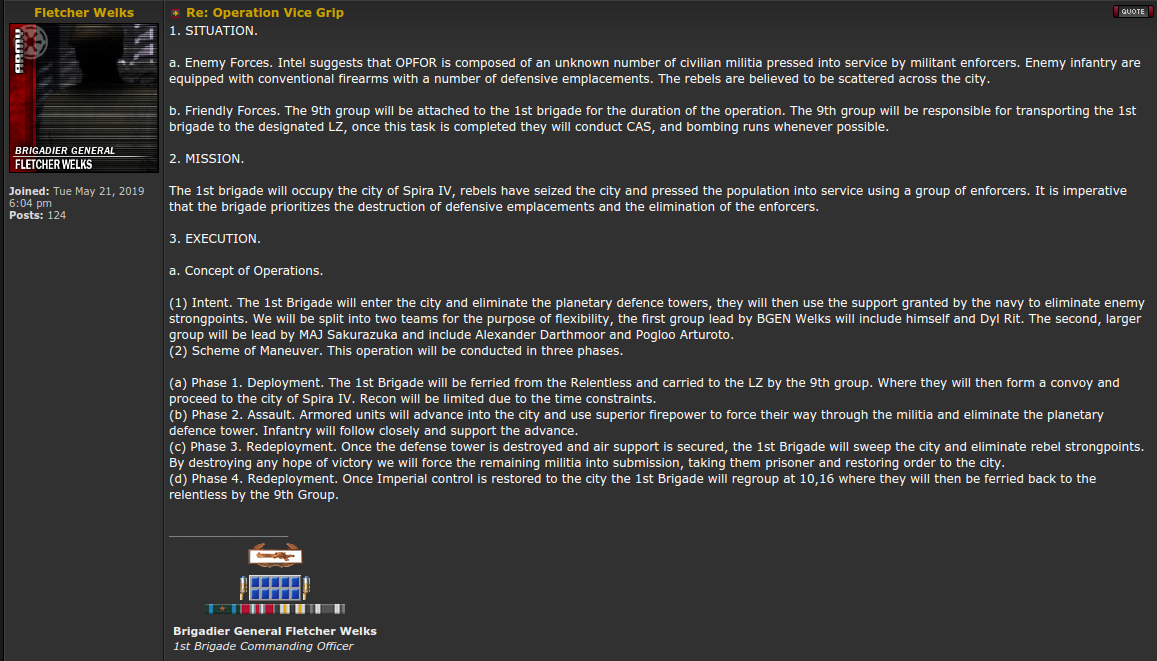 Fletcher Welks
Re: Operation Vice Grip
QUOTE
ARMY
BRIGADIER GENERAL
FLETCHER WELKS
Joined: Tue May 21, 2019
6:04 pm
Posts: 124
1. SITUATION.
a. Enemy Forces. Intel suggests that OPFOR is composed of an unknown number of civilian militia pressed into service by militant enforcers. Enemy infantry are
equipped with conventional firearms with a number of defensive emplacements. The rebels are believed to be scattered across the city.
b. Friendly Forces. The 9th group will be attached to the 1st brigade for the duration of the operation. The 9th group will be responsible for transporting the 1st
brigade to the designated LZ, once this task is completed they will conduct CAS, and bombing runs whenever possible.
2. MISSION.
The 1st brigade will occupy the city of Spira IV, rebels have seized the city and pressed the population into service using a group of enforcers. It is imperative
that the brigade prioritizes the destruction of defensive emplacements and the elimination of the enforcers.
3. EXECUTION.
a. Concept of Operations.
(1) Intent. The 1st Brigade will enter the city and eliminate the planetary defence towers, they will then use the support granted by the navy to eliminate enemy
strongpoints. We will be split into two teams for the purpose of flexibility, the first group lead by BGEN Welks will include himself and Dyl Rit. The second, larger
group will be lead by MAJ Sakurazuka and include Alexander Darthmoor and Pogloo Arturoto.
(2) Scheme of Maneuver. This operation will be conducted in three phases.
(a) Phase 1. Deployment. The 1st Brigade will be ferried from the Relentless and carried to the LZ by the 9th group. Where they will then form a convoy and
proceed to the city of Spira IV. Recon will be limited due to the time constraints.
(b) Phase 2. Assault. Armored units will advance into the city and use superior firepower to force their way through the militia and eliminate the planetary
defence tower. Infantry will follow closely and support the advance.
(c) Phase 3. Redeployment. Once the defense tower is destroyed and air support is secured, the 1st Brigade will sweep the city and eliminate rebel strongpoints.
By destroying any hope of victory we will force the remaining militia into submission, taking them prisoner and restoring order to the city.
(d) Phase 4. Redeployment. Once Imperial control is restored to the city the 1st Brigade will regroup at 10,16 where they will then be ferried back to the
relentless by the 9th Group.
Brigadier General Fletcher Welks
1st Brigade Commanding Officer